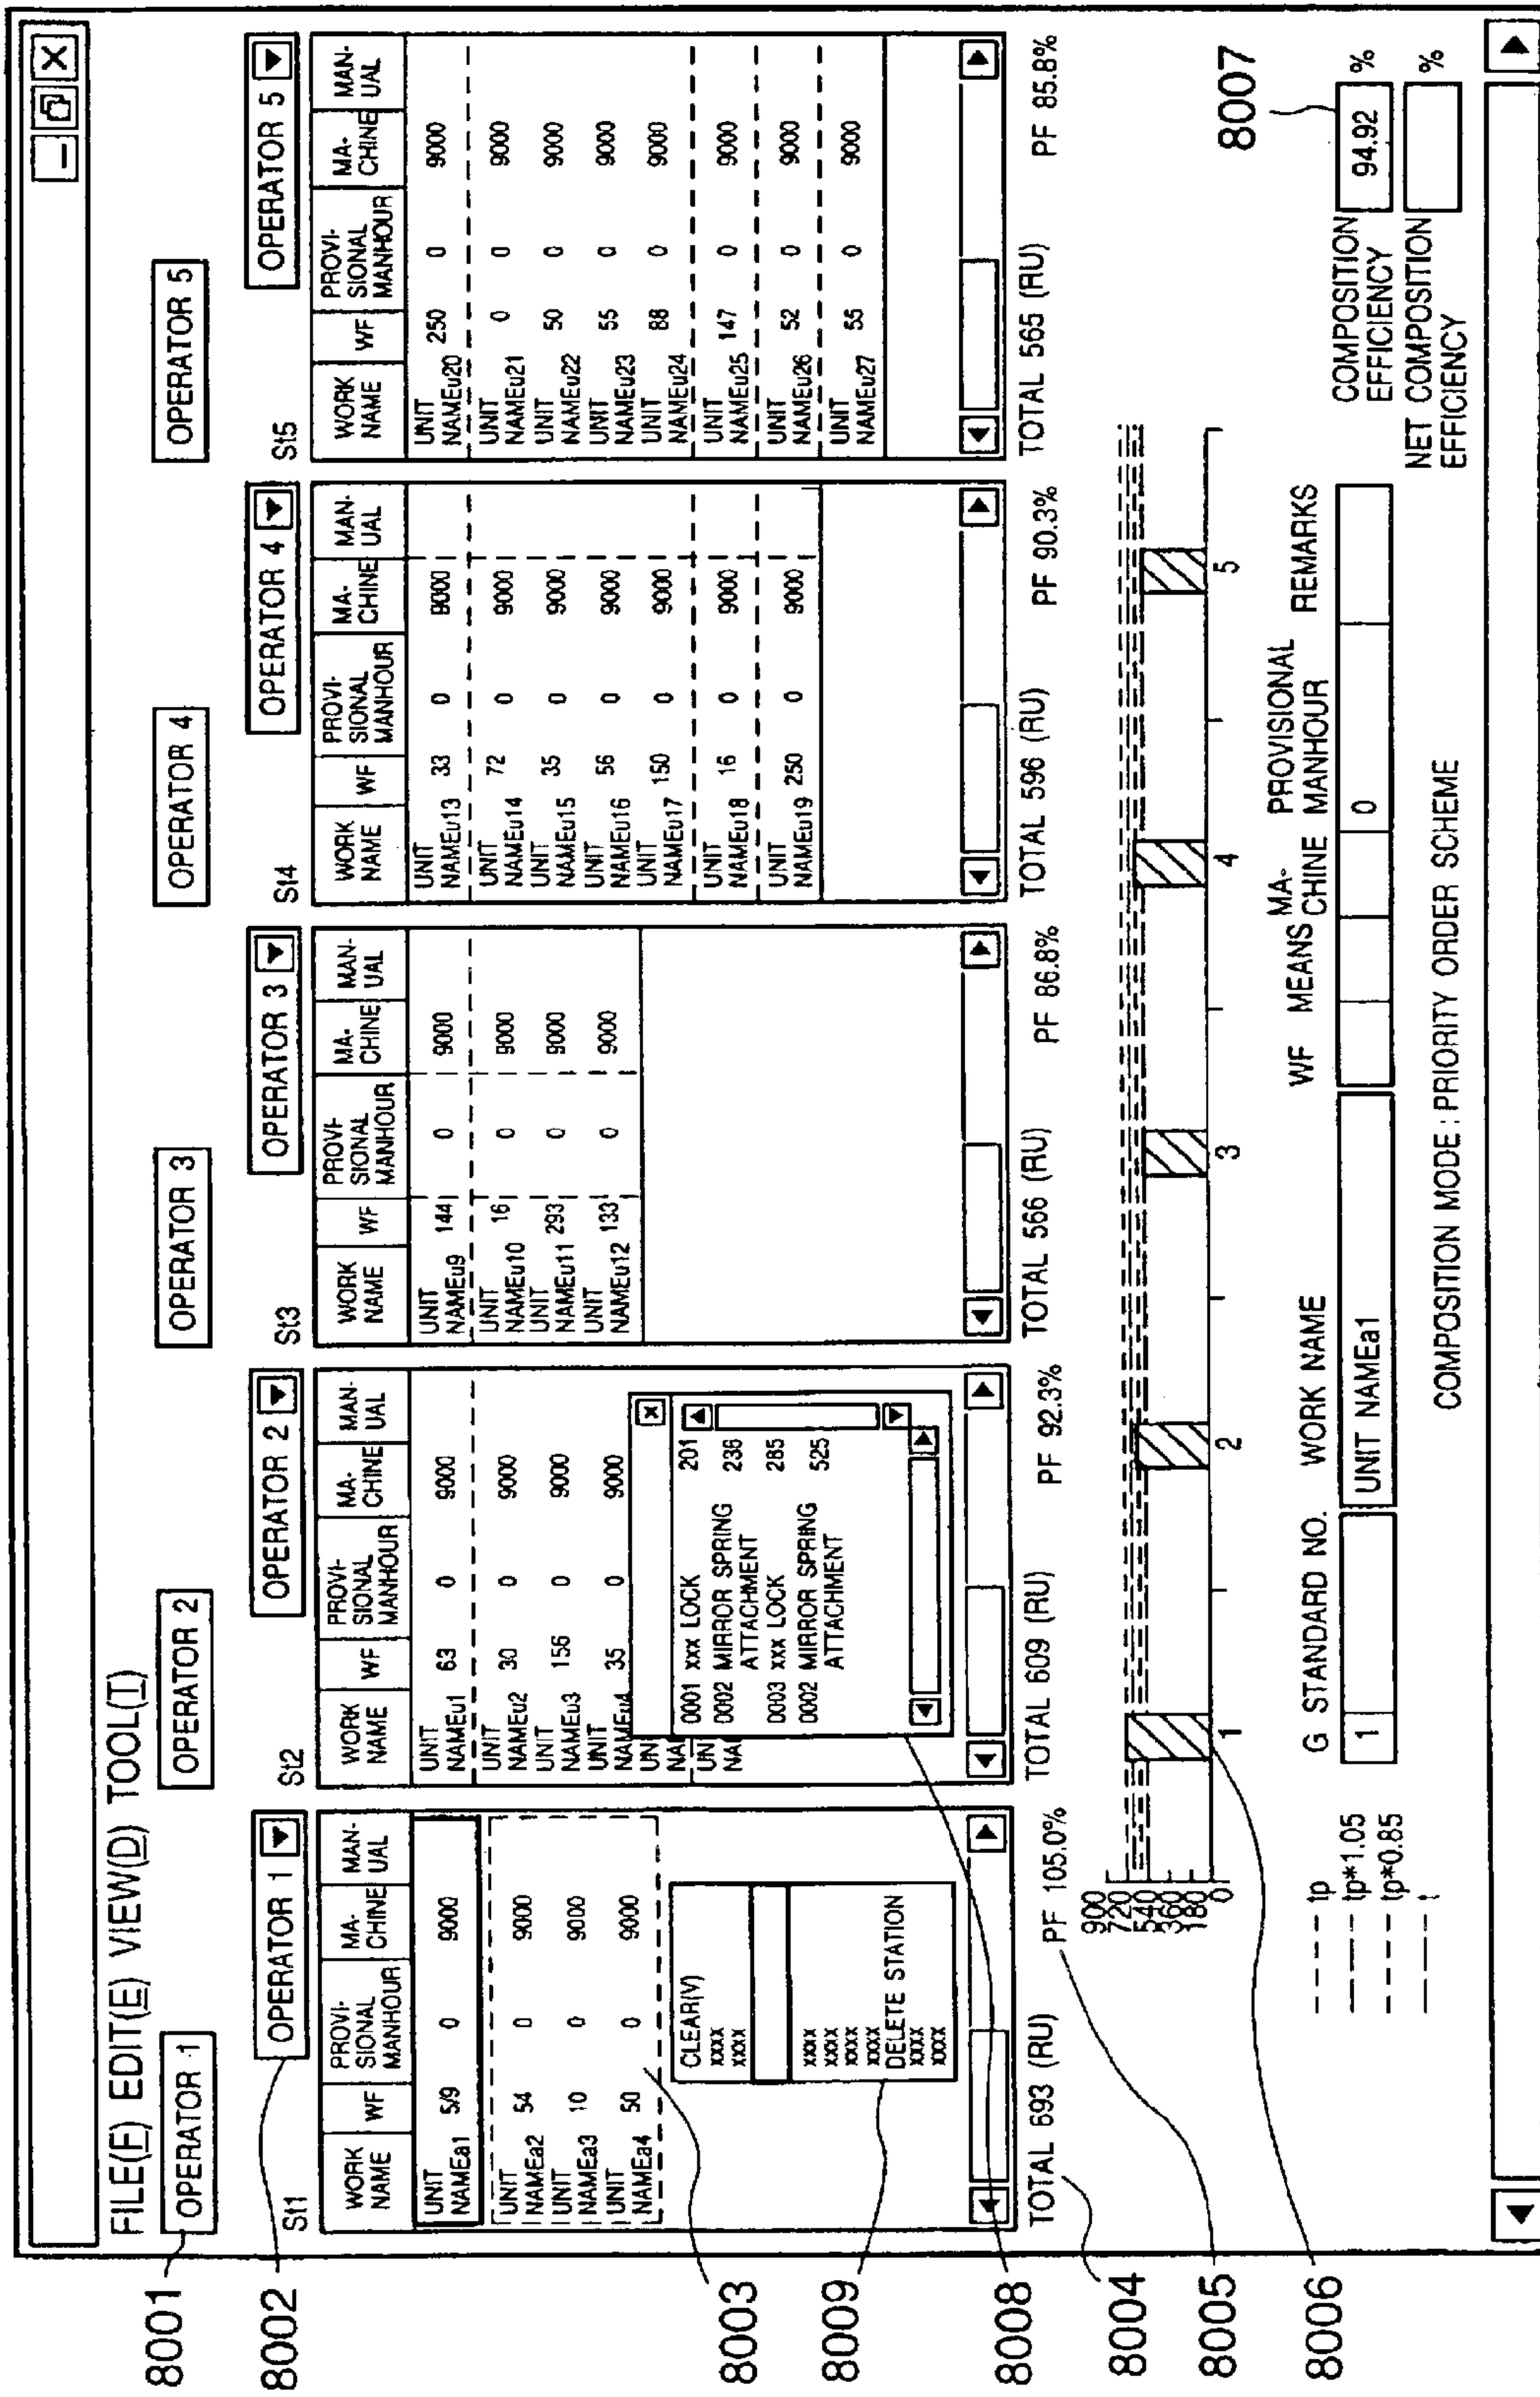 FILE(F) EDIT(E) VIEW(D) TOOL(T)
8001
OPERATOR 1
OPERATOR 2
OPERATOR 3
OPERATOR 4
OPERATOR 5
8002
St1
OPERATOR 1
WORK NAME WF PROVI-SIONAL MANHOUR MA-CHINE MAN-UAL
UNIT NAMEa1 5/9 0 9000
UNIT NAMEa2 54 0 9000
UNIT NAMEa3 10 0 9000
UNIT NAMEa4 50 0 9000
8003
CLEAR(V)
xxxx
xxxx
xxxx
xxxx
xxxx
xxxx
DELETE STATION
xxxx
xxxx
8009
TOTAL 693 (RU) PF 105.0%
8004
8005
St2
OPERATOR 2
WORK NAME WF PROVI-SIONAL MANHOUR MA-CHINE MAN-UAL
UNIT NAMEu1 63 0 9000
UNIT NAMEu2 30 0 9000
UNIT NAMEu3 156 0 9000
UNIT NAMEu4 35 0 9000
UNI
NA
UNI
NA
0001 xxx LOCK 201
0002 MIRROR SPRING ATTACHMENT 236
0003 xxx LOCK 285
0002 MIRROR SPRING ATTACHMENT 525
8008
TOTAL 609 (RU) PF 92.3%
St3
OPERATOR 3
WORK NAME WF PROVI-SIONAL MANHOUR MA-CHINE MAN-UAL
UNIT NAMEu9 144 0 9000
UNIT NAMEu10 16 0 9000
UNIT NAMEu11 293 0 9000
UNIT NAMEu12 133 0 9000
TOTAL 566 (RU) PF 86.8%
St4
OPERATOR 4
WORK NAME WF PROVI-SIONAL MANHOUR MA-CHINE MAN-UAL
UNIT NAMEu13 33 0 9000
UNIT NAMEu14 72 0 9000
UNIT NAMEu15 35 0 9000
UNIT NAMEu16 56 0 9000
UNIT NAMEu17 150 0 9000
UNIT NAMEu18 16 0 9000
UNIT NAMEu19 250 0 9000
TOTAL 596 (RU) PF 90.3%
St5
OPERATOR 5
WORK NAME WF PROVI-SIONAL MANHOUR MA-CHINE MAN-UAL
UNIT NAMEu20 250 0 9000
UNIT NAMEu21 0 0 9000
UNIT NAMEu22 50 0 9000
UNIT NAMEu23 55 0 9000
UNIT NAMEu24 88 0 9000
UNIT NAMEu25 147 0 9000
UNIT NAMEu26 52 0 9000
UNIT NAMEu27 55 0 9000
TOTAL 565 (RU) PF 85.8%
900
720
540
360
180
0
1 2 3 4 5
8006
tp
tp*1.05
tp*0.85
t
G STANDARD NO. WORK NAME WF MEANS MA-CHINE PROVISIONAL MANHOUR REMARKS
1 UNIT NAMEa1 0
COMPOSITION MODE : PRIORITY ORDER SCHEME
8007
COMPOSITION EFFICIENCY 94.92 %
NET COMPOSITION EFFICIENCY %